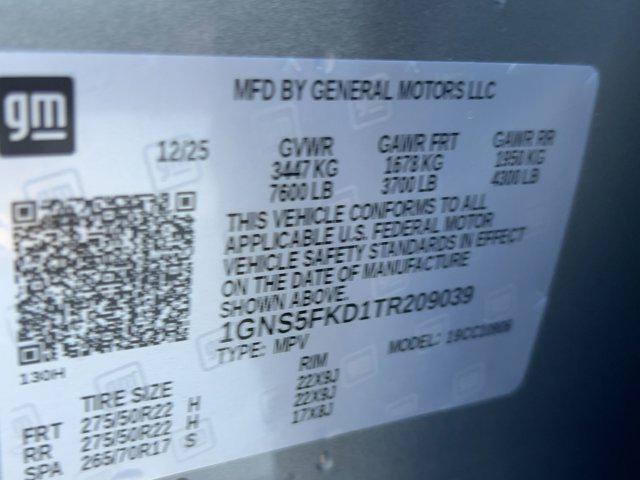 gm
MFD BY GENERAL MOTORS LLC
12/25 GVWR GAWR FRT GAWR RR
3447 KG 1678 KG 1950 KG
7600 LB 3700 LB 4300 LB
THIS VEHICLE CONFORMS TO ALL
APPLICABLE U.S. FEDERAL MOTOR
VEHICLE SAFETY STANDARDS IN EFFECT
ON THE DATE OF MANUFACTURE
SHOWN ABOVE.
1GNS5FKD1TR209039
TYPE: MPV MODEL:
130H
TIRE SIZE RIM
FRT 275/50R22 H 22X9J
RR 275/50R22 H 22X9J
SPA 265/70R17 S 17X8J